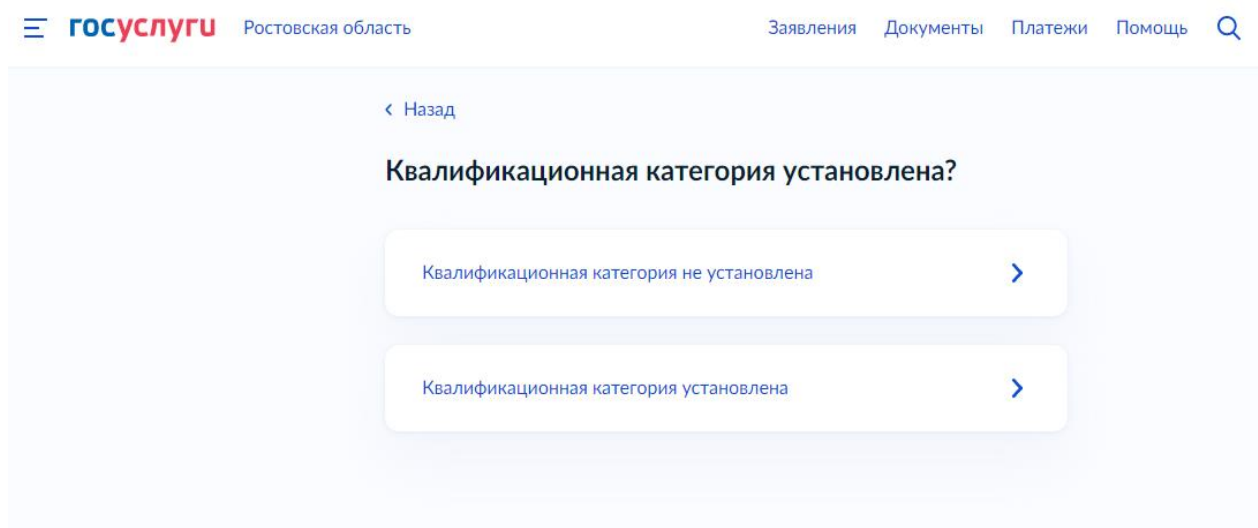 госуслуги Ростовская область Заявления Документы Платежи Помощь
Назад
Квалификационная категория установлена?
Квалификационная категория не установлена
Квалификационная категория установлена